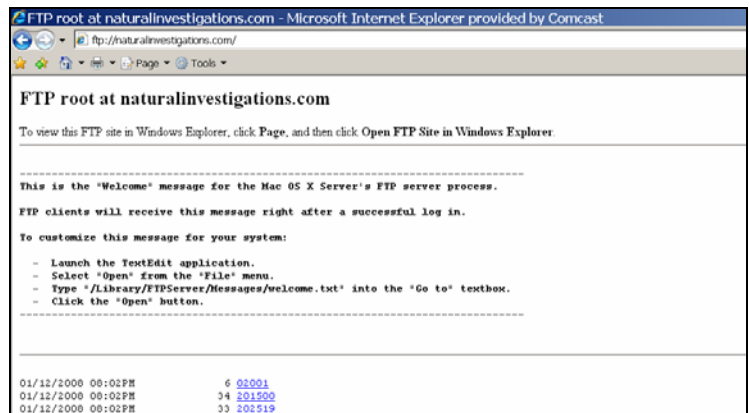 FTP root at naturalinvestigations.com - Microsoft Internet Explorer provided by Comcast
ftp://naturalinvestigations.com/
Page Tools
FTP root at naturalinvestigations.com
To view this FTP site in Windows Explorer, click Page, and then click Open FTP Site in Windows Explorer.
--------------------------------------------------------------------------------
This is the "Welcome" message for the Mac OS X Server's FTP server process.
FTP clients will receive this message right after a successful log in.
To customize this message for your system:
- Launch the TextEdit application.
- Select "Open" from the "File" menu.
- Type "/Library/FTPServer/Messages/welcome.txt" into the "Go to" textbox.
- Click the "Open" button.
--------------------------------------------------------------------------------
01/12/2008 08:02PM 6 02001
01/12/2008 08:02PM 34 201500
01/12/2008 08:02PM 33 202519